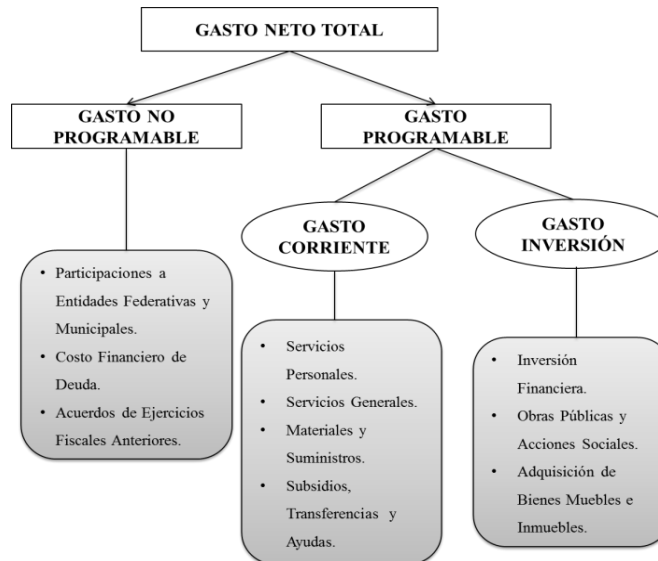 GASTO NETO TOTAL
GASTO NO
PROGRAMABLE
GASTO
PROGRAMABLE
GASTO
CORRIENTE
GASTO
INVERSIÓN
• Participaciones a
Entidades Federativas y
Municipales.
• Costo Financiero de
Deuda.
• Acuerdos de Ejercicios
Fiscales Anteriores.
• Servicios
Personales.
• Servicios Generales.
• Materiales y
Suministros.
• Subsidios,
Transferencias y
Ayudas.
• Inversión
Financiera.
• Obras Públicas y
Acciones Sociales.
• Adquisición de
Bienes Muebles e
Inmuebles.